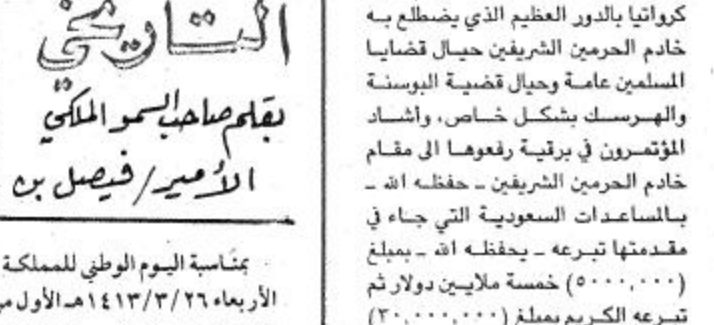 كرواتيا بالدور العظيم الذي يضطلع به
خادم الحرمين الشريفين حيال قضايا
المسلمين عامة وحيال قضية البوسنة
والهرسك بشكل خاص، وأشاد
المؤتمرون في برقية رفعوها الى مقام
خادم الحرمين الشريفين ـ حفظه الله ـ
بالمساعدات السعودية التي جاء في
مقدمتها تبرعه ـ يحفظه الله ـ بمبلغ
(٥٠٠٠,٠٠٠) خمسة ملايين دولار ثم
تبرعه الكريم بمبلغ (٣٠,٠٠٠,٠٠٠)
التاريخي
بقلم صاحب السمو الملكي
الأمير/ فيصل بن
بمناسبة اليوم الوطني للمملكة
الأربعاء ١٤١٣/٣/٢٦هـ الأول من